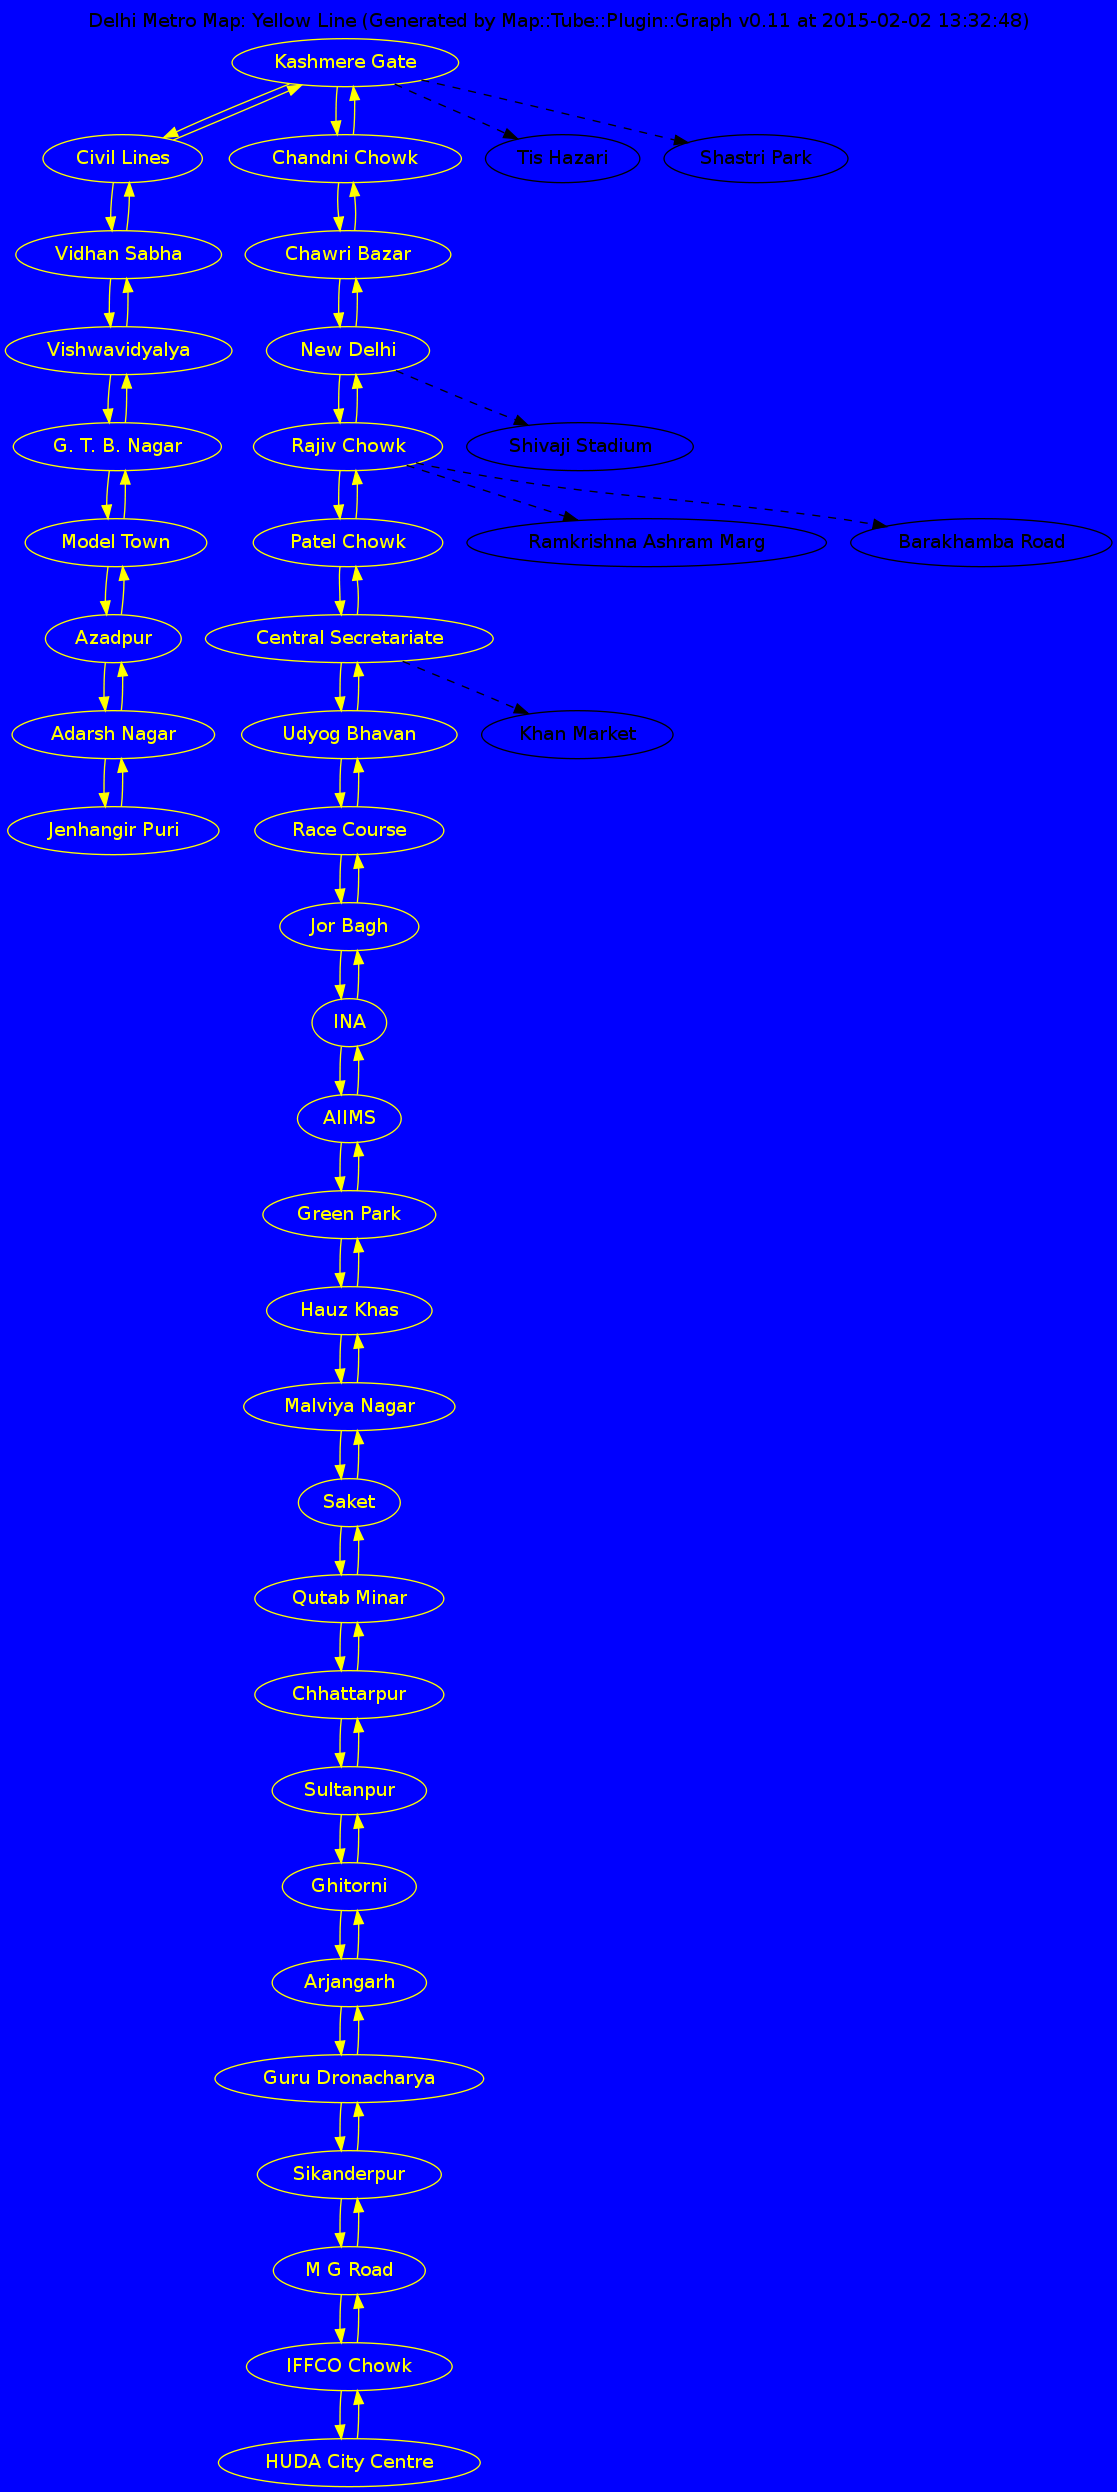 Delhi Metro Map: Yellow Line (Generated by Map::Tube::Plugin::Graph v0.11 at 2015-02-02 13:32:48)
Kashmere Gate
Civil Lines
Chandni Chowk
Tis Hazari
Shastri Park
Vidhan Sabha
Chawri Bazar
Vishwavidyalya
New Delhi
G. T. B. Nagar
Rajiv Chowk
Shivaji Stadium
Model Town
Patel Chowk
Ramkrishna Ashram Marg
Barakhamba Road
Azadpur
Central Secretariate
Adarsh Nagar
Udyog Bhavan
Khan Market
Jenhangir Puri
Race Course
Jor Bagh
INA
AIIMS
Green Park
Hauz Khas
Malviya Nagar
Saket
Qutab Minar
Chhattarpur
Sultanpur
Ghitorni
Arjangarh
Guru Dronacharya
Sikanderpur
M G Road
IFFCO Chowk
HUDA City Centre